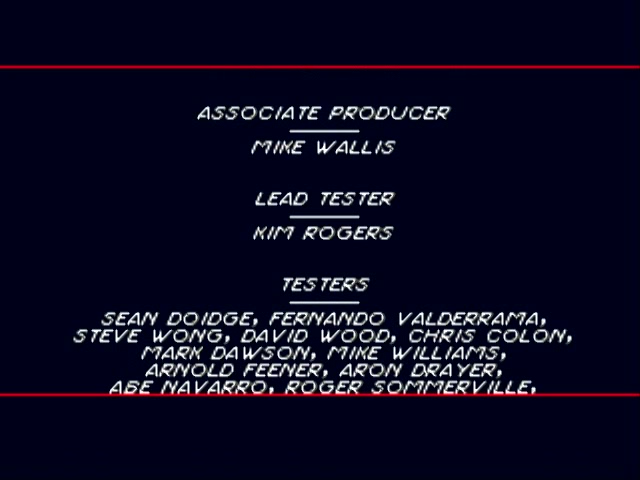 ASSOCIATE PRODUCER
MIKE WALLIS
LEAD TESTER
KIM ROGERS
TESTERS
SEAN DOIDGE, FERNANDO VALDERRAMA,
STEVE WONG, DAVID WOOD, CHRIS COLON,
MARK DAWSON, MIKE WILLIAMS,
ARNOLD FEENER, ARON DRAYER,
ABE NAVARRO, ROGER SOMMERVILLE,